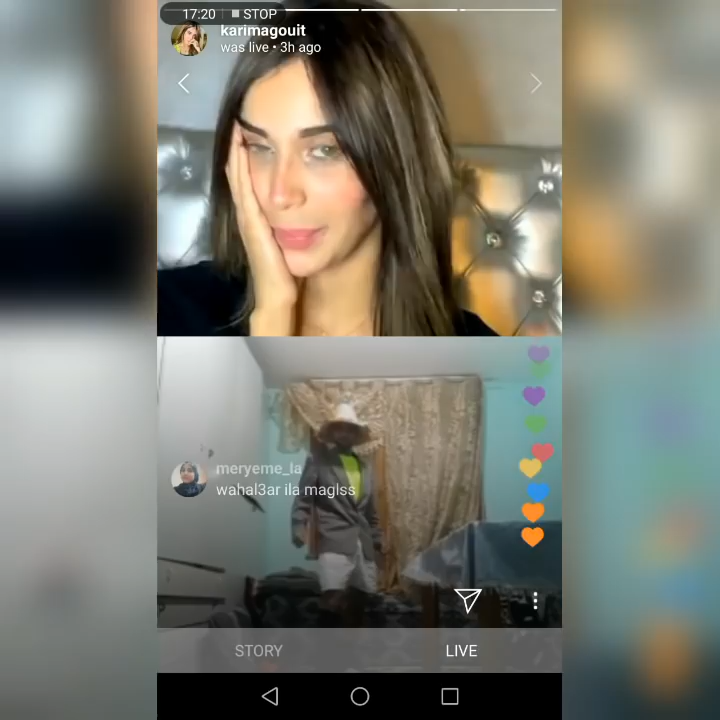 17:20 STOP
karimagouit
was live • 3h ago
meryeme_la
wahal3ar ila maglss
STORY LIVE